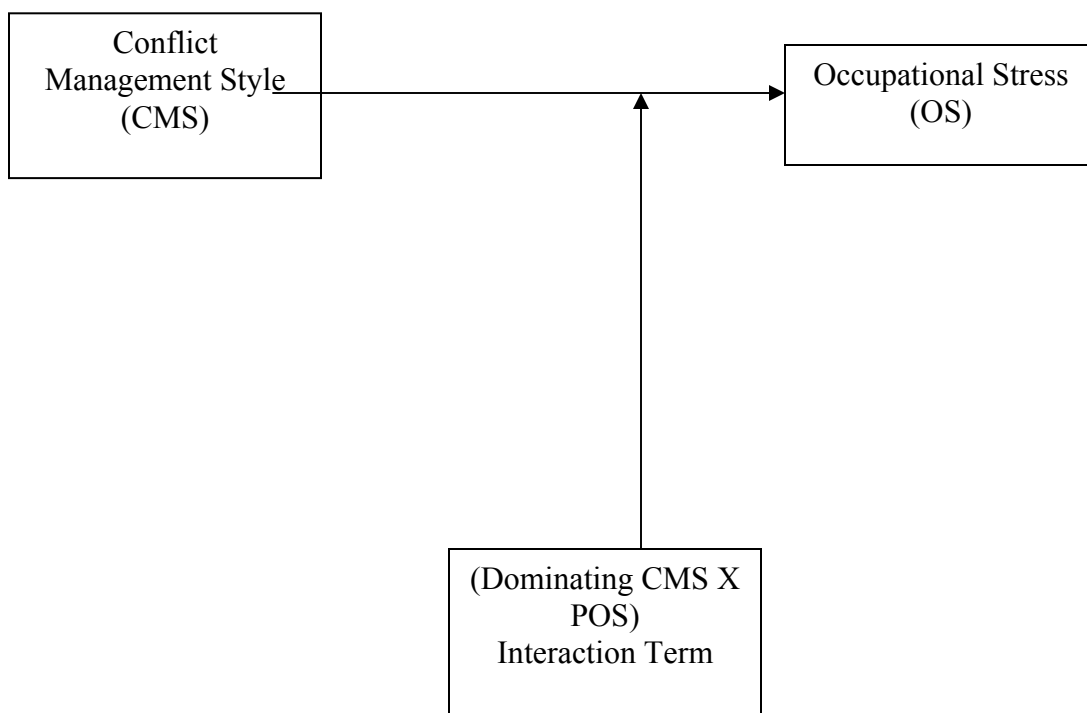 Conflict
Management Style
(CMS)
Occupational Stress
(OS)
(Dominating CMS X
POS)
Interaction Term